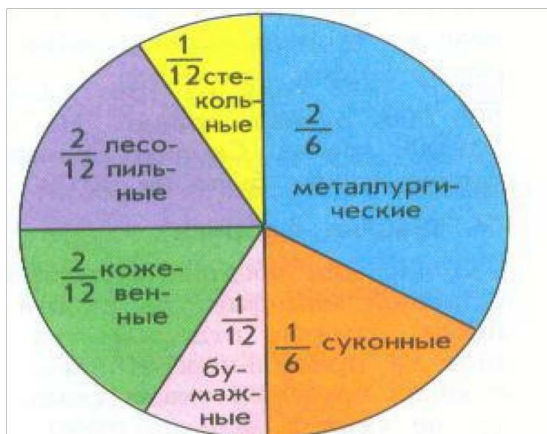 1/12 сте-
коль-
ные
2/6
металлурги-
ческие
2/12 лесо-
пиль-
ные
2/12 коже-
вен-
ные
1/12
бу-
маж-
ные
1/6 суконные